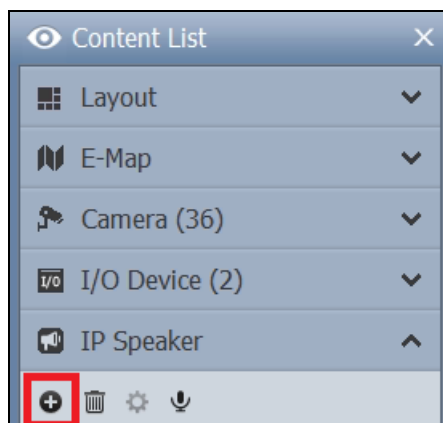 Content List
Layout
E-Map
Camera (36)
I/O I/O Device (2)
IP Speaker